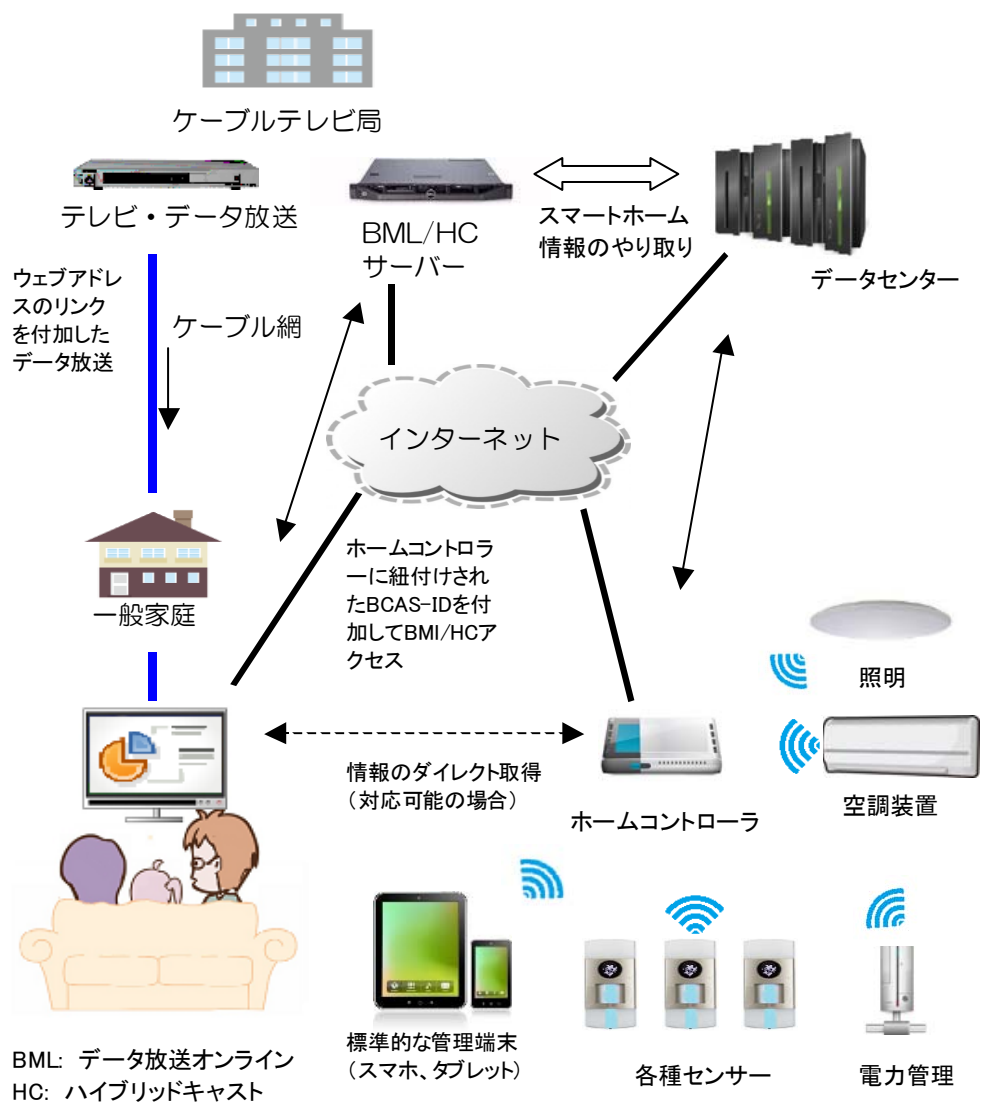 ケーブルテレビ局
テレビ・データ放送
BML/HC
サーバー
スマートホーム
情報のやり取り
データセンター
ウェブアドレ
スのリンク
を付加した
データ放送
ケーブル網
インターネット
一般家庭
ホームコントロラ
ーに紐付けされ
たBCAS-IDを付
加してBMI/HCア
クセス
照明
情報のダイレクト取得
（対応可能の場合）
ホームコントローラ
空調装置
標準的な管理端末
（スマホ、タブレット）
各種センサー
電力管理
BML: データ放送オンライン
HC: ハイブリッドキャスト